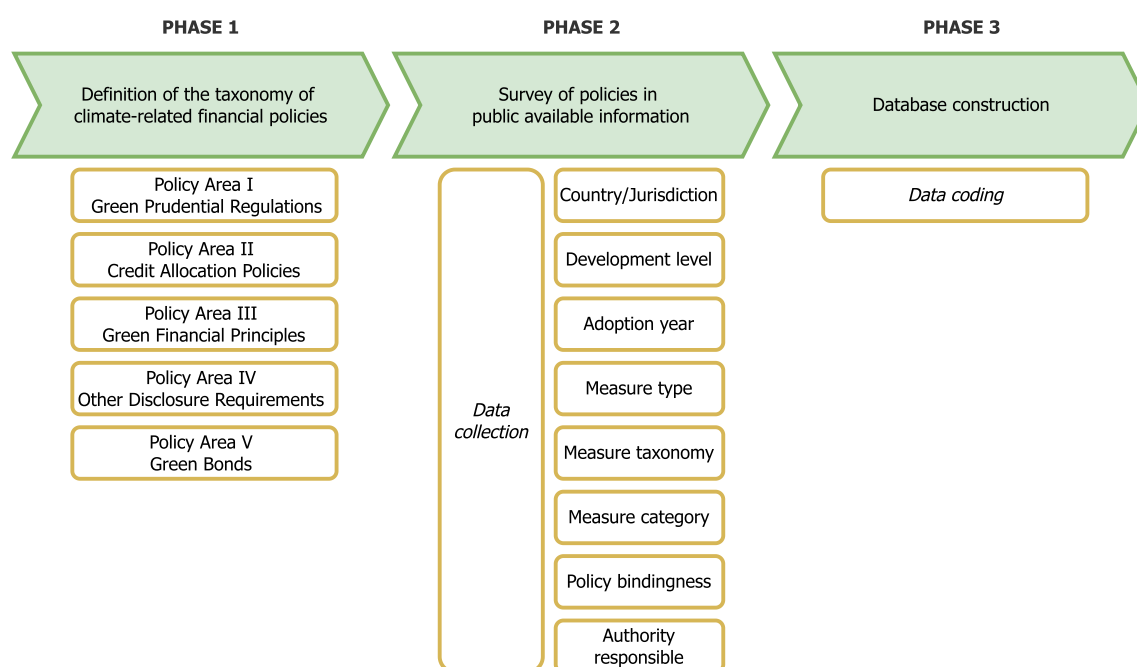 PHASE 1
Definition of the taxonomy of
climate-related financial policies
Policy Area I
Green Prudential Regulations
Policy Area II
Credit Allocation Policies
Policy Area III
Green Financial Principles
Policy Area IV
Other Disclosure Requirements
Policy Area V
Green Bonds
PHASE 2
Survey of policies in
public available information
Data
collection
Country/Jurisdiction
Development level
Adoption year
Measure type
Measure taxonomy
Measure category
Policy bindingness
Authority
responsible
PHASE 3
Database construction
Data coding